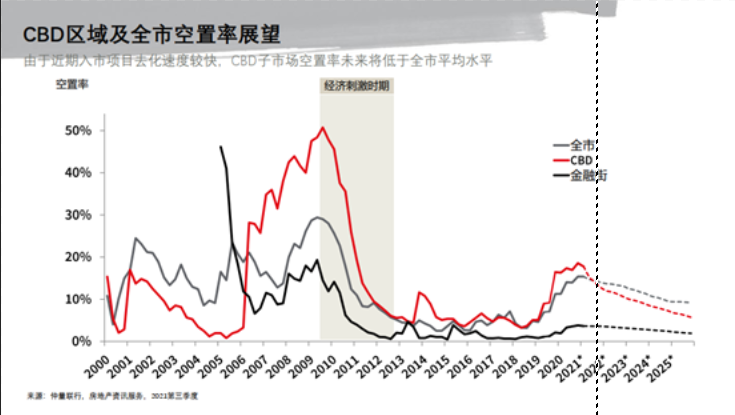 CBD区域及全市空置率展望
由于近期入市项目去化速度较快，CBD子市场空置率未来将低于全市平均水平
空置率
经济刺激时期
50%
40%
30%
20%
10%
0%
全市
CBD
金融街
2000 2001 2002 2003 2004 2005 2006 2007 2008 2009 2010 2011 2012 2013 2014 2015 2016 2017 2018 2019 2020 2021* 2022* 2023* 2024* 2025*
来源：仲量联行，房地产资讯服务，2021第三季度